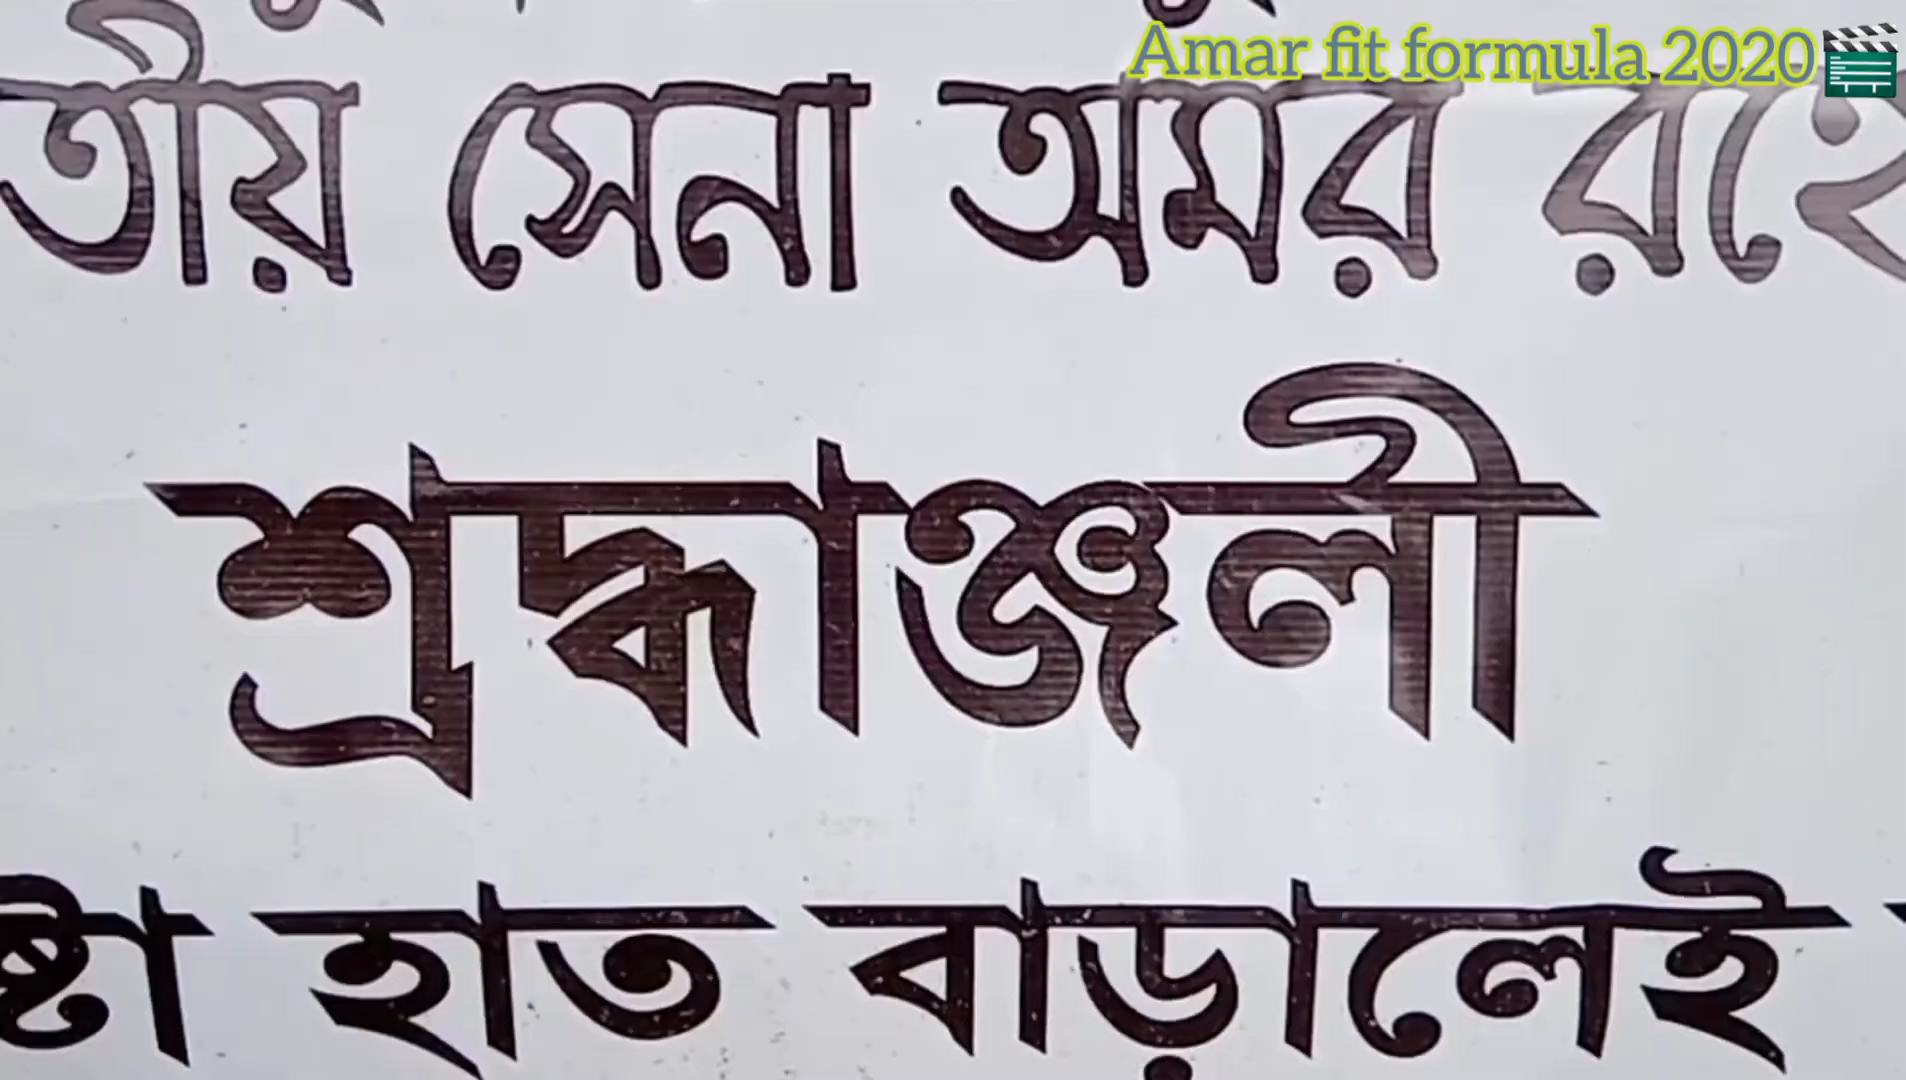 Amar fit formula 2020
তীয় সেনা অমর রহে
শ্রদ্ধাঞ্জলী
ষ্টা হাত বাড়ালেই